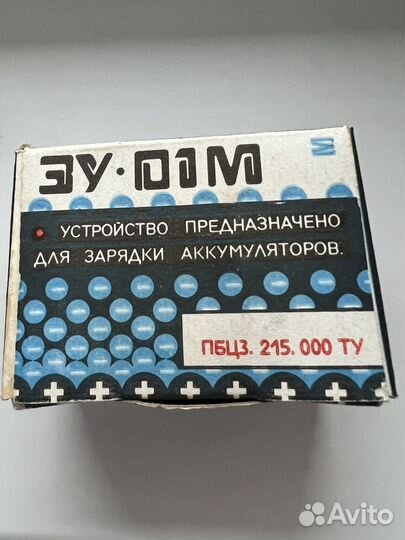 ЗУ·01М
УСТРОЙСТВО ПРЕДНАЗНАЧЕНО
ДЛЯ ЗАРЯДКИ АККУМУЛЯТОРОВ.
ПБЦ3. 215. 000 ТУ
Avito